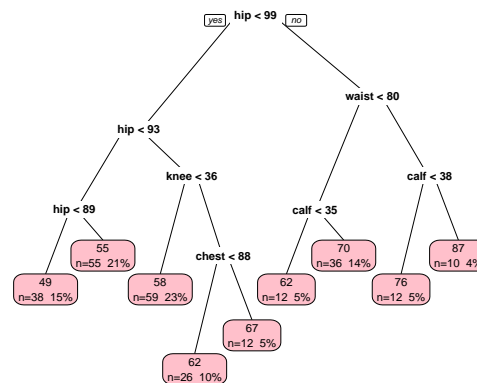 hip < 99
yes
no
waist < 80
hip < 93
knee < 36
calf < 38
hip < 89
calf < 35
55
n=55 21%
70
n=36 14%
87
n=10 4%
chest < 88
49
n=38 15%
58
n=59 23%
62
n=12 5%
76
n=12 5%
67
n=12 5%
62
n=26 10%